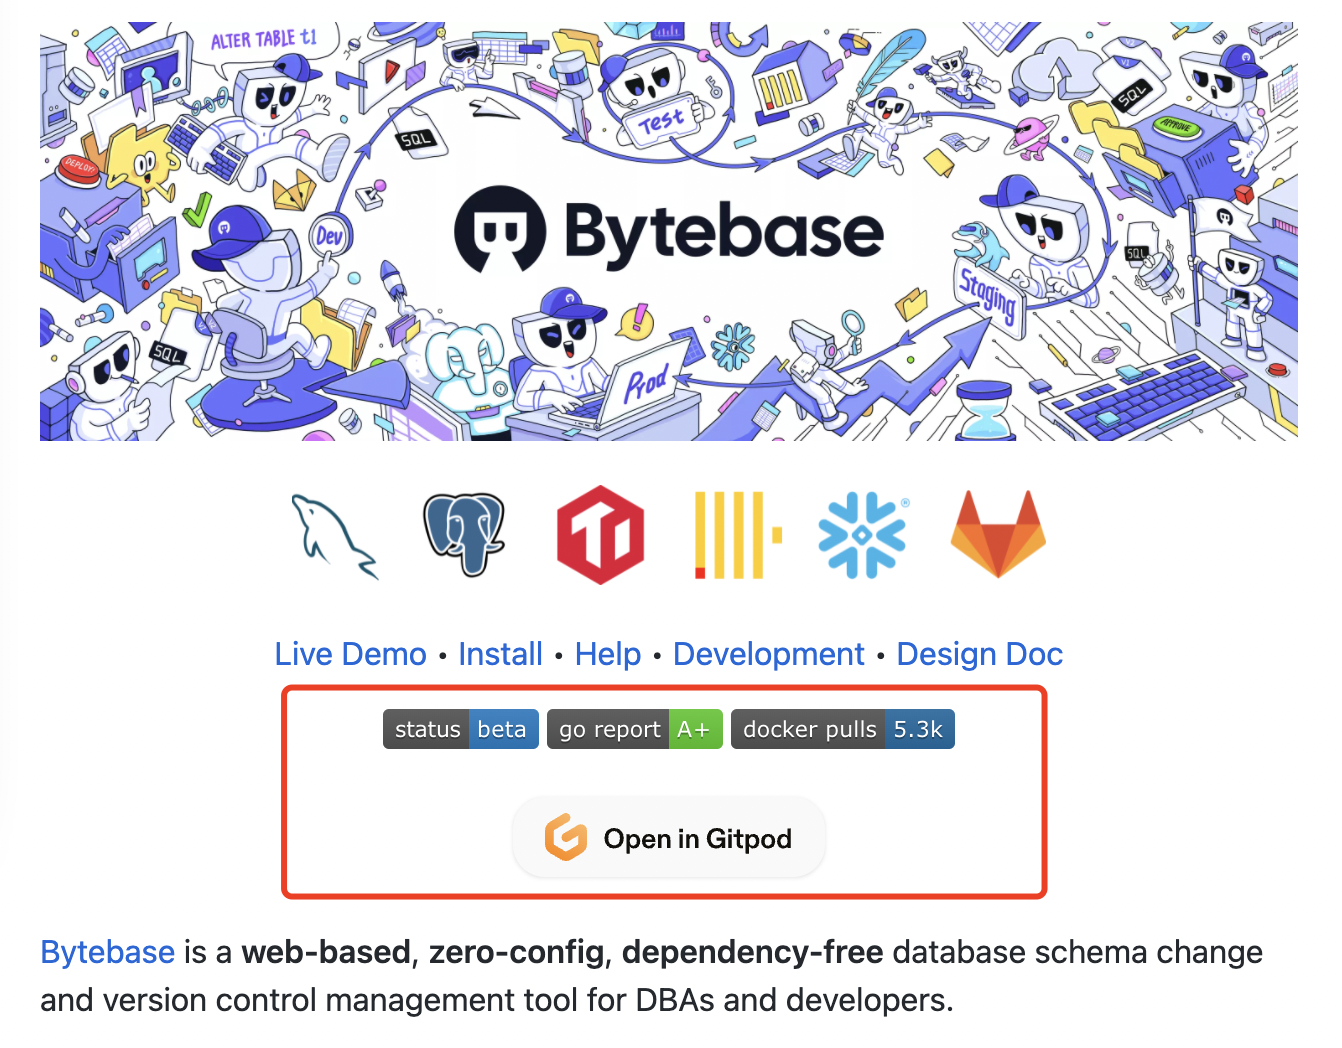 ALTER TABLE t1
SQL
Test
V1
SQL
APPROVE
DEPLOY!
Dev
Bytebase
SQL
Staging
SQL
Prod
Live Demo • Install • Help • Development • Design Doc
status beta go report A+ docker pulls 5.3k
Open in Gitpod
Bytebase is a web-based, zero-config, dependency-free database schema change
and version control management tool for DBAs and developers.